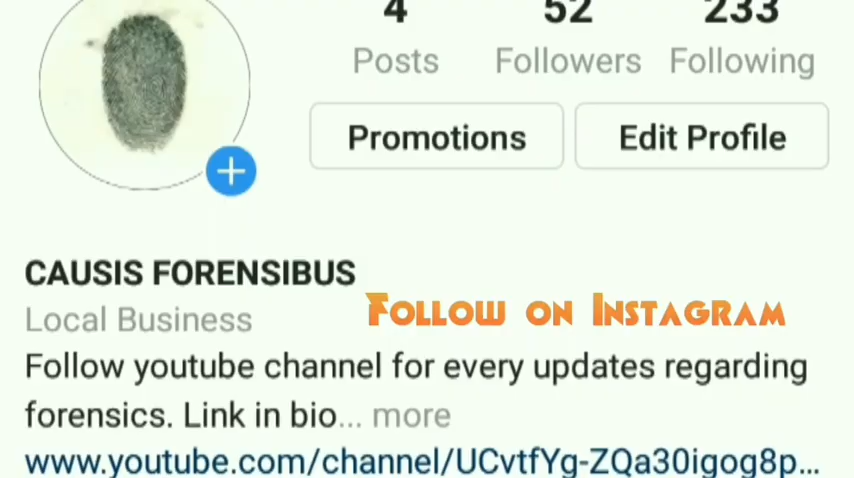 4 52 233
Posts Followers Following
Promotions Edit Profile
CAUSIS FORENSIBUS
Local Business
Follow on Instagram
Follow youtube channel for every updates regarding
forensics. Link in bio... more
www.youtube.com/channel/UCvtfYg-ZQa30igog8p...